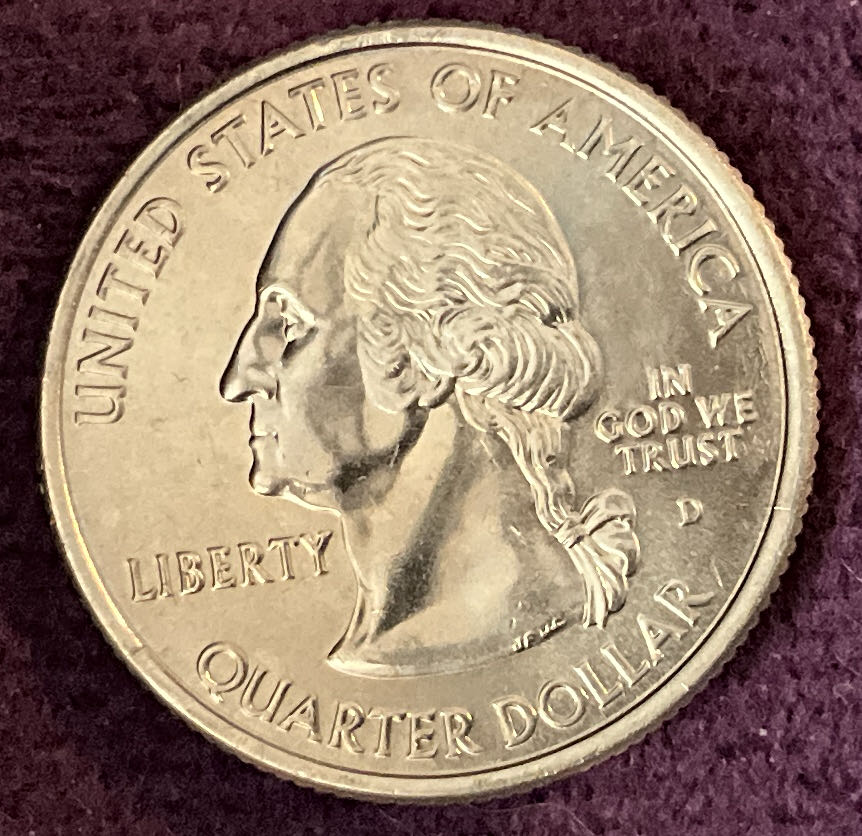 UNITED STATES OF AMERICA
IN
GOD WE
TRUST
D
LIBERTY
QUARTER DOLLAR